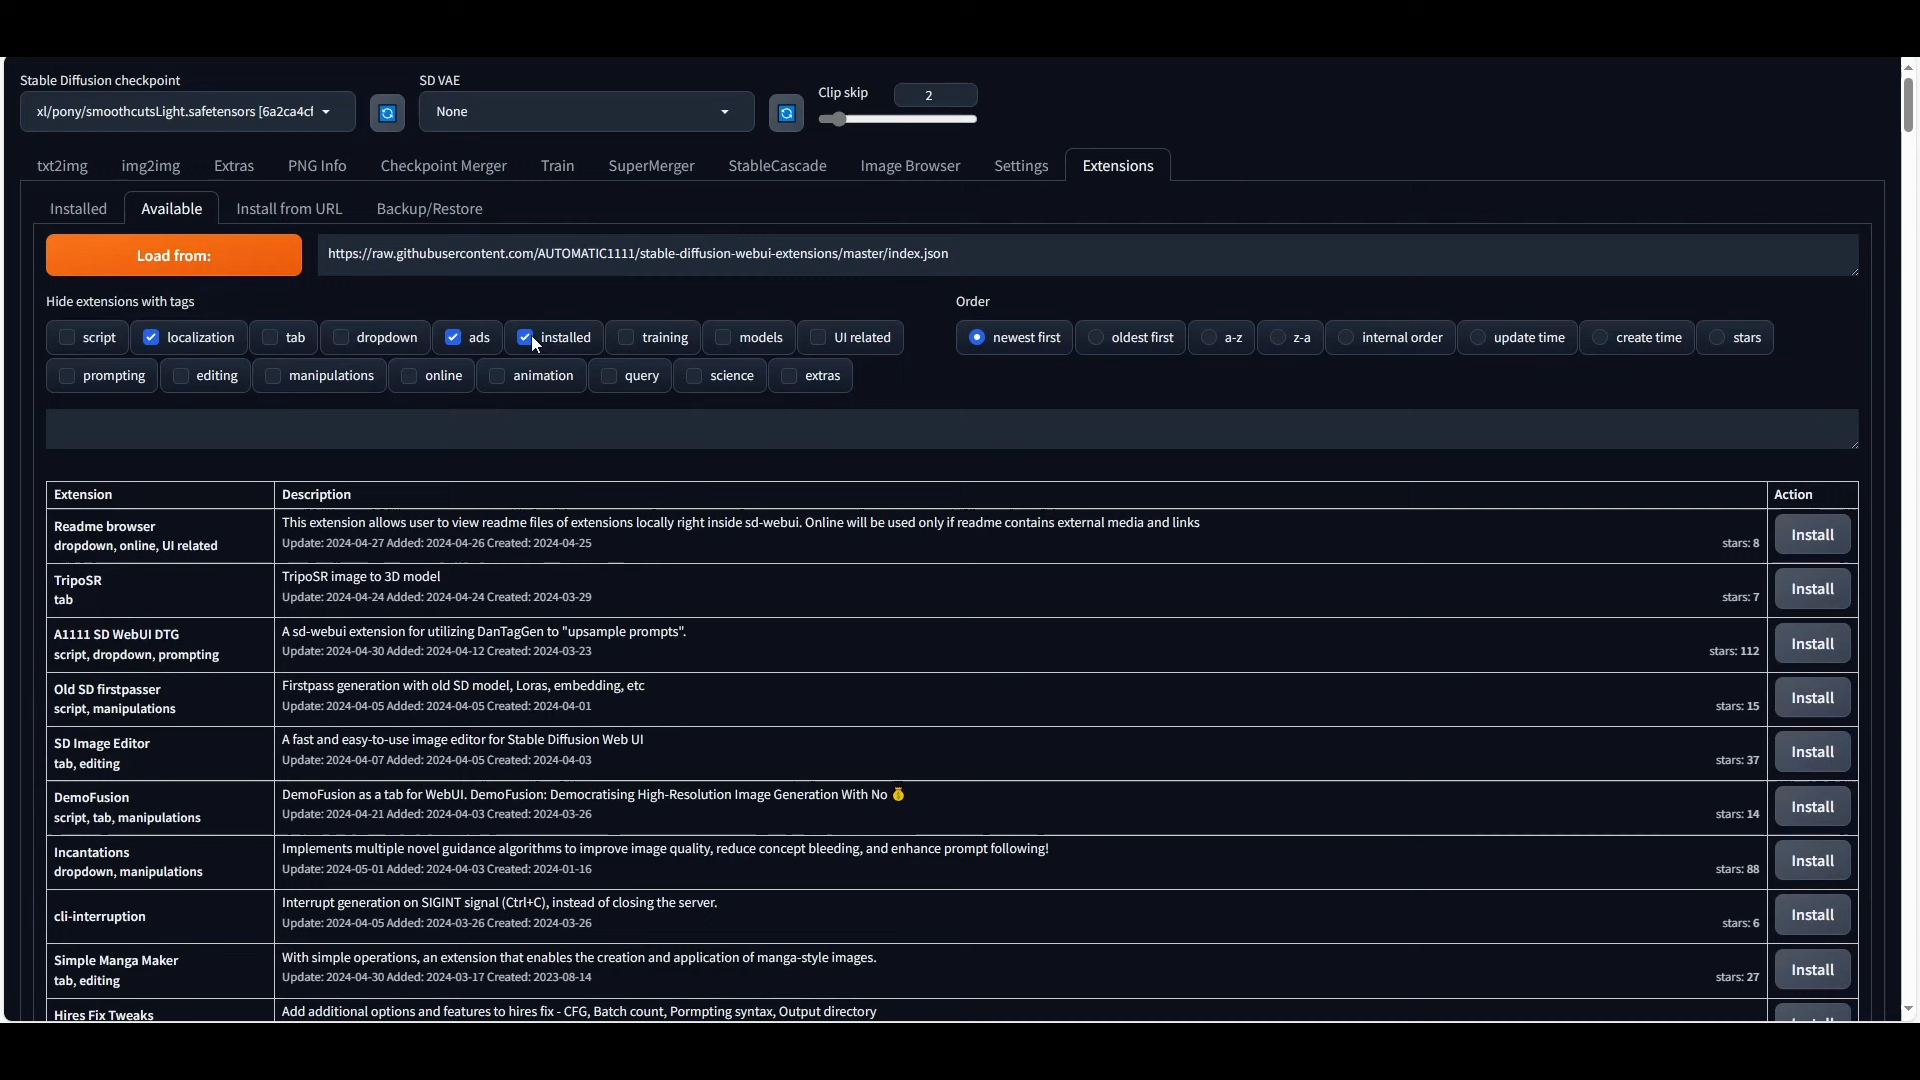 Stable Diffusion checkpoint
SD VAE
Clip skip
2
xl/pony/smoothcutsLight.safetensors [6a2ca4cf
None
txt2img
img2img
Extras
PNG Info
Checkpoint Merger
Train
SuperMerger
StableCascade
Image Browser
Settings
Extensions
Installed
Available
Install from URL
Backup/Restore
Load from:
https://raw.githubusercontent.com/AUTOMATIC1111/stable-diffusion-webui-extensions/master/index.json
Hide extensions with tags
script
localization
tab
dropdown
ads
installed
training
models
UI related
prompting
editing
manipulations
online
animation
query
science
extras
Order
newest first
oldest first
a-z
z-a
internal order
update time
create time
stars
Extension
Description
Action
Readme browser
dropdown, online, UI related
This extension allows user to view readme files of extensions locally right inside sd-webui. Online will be used only if readme contains external media and links
Update: 2024-04-27 Added: 2024-04-26 Created: 2024-04-25
stars: 8
Install
TripoSR
tab
TripoSR image to 3D model
Update: 2024-04-24 Added: 2024-04-24 Created: 2024-03-29
stars: 7
Install
A1111 SD WebUI DTG
script, dropdown, prompting
A sd-webui extension for utilizing DanTagGen to "upsample prompts".
Update: 2024-04-30 Added: 2024-04-12 Created: 2024-03-23
stars: 112
Install
Old SD firstpasser
script, manipulations
Firstpass generation with old SD model, Loras, embedding, etc
Update: 2024-04-05 Added: 2024-04-05 Created: 2024-04-01
stars: 15
Install
SD Image Editor
tab, editing
A fast and easy-to-use image editor for Stable Diffusion Web UI
Update: 2024-04-07 Added: 2024-04-05 Created: 2024-04-03
stars: 37
Install
DemoFusion
script, tab, manipulations
DemoFusion as a tab for WebUI. DemoFusion: Democratising High-Resolution Image Generation With No 💰
Update: 2024-04-21 Added: 2024-04-03 Created: 2024-03-26
stars: 14
Install
Incantations
dropdown, manipulations
Implements multiple novel guidance algorithms to improve image quality, reduce concept bleeding, and enhance prompt following!
Update: 2024-05-01 Added: 2024-04-03 Created: 2024-01-16
stars: 88
Install
cli-interruption
Interrupt generation on SIGINT signal (Ctrl+C), instead of closing the server.
Update: 2024-04-05 Added: 2024-03-26 Created: 2024-03-26
stars: 6
Install
Simple Manga Maker
tab, editing
With simple operations, an extension that enables the creation and application of manga-style images.
Update: 2024-04-30 Added: 2024-03-17 Created: 2023-08-14
stars: 27
Install
Hires Fix Tweaks
Add additional options and features to hires fix - CFG, Batch count, Pormpting syntax, Output directory